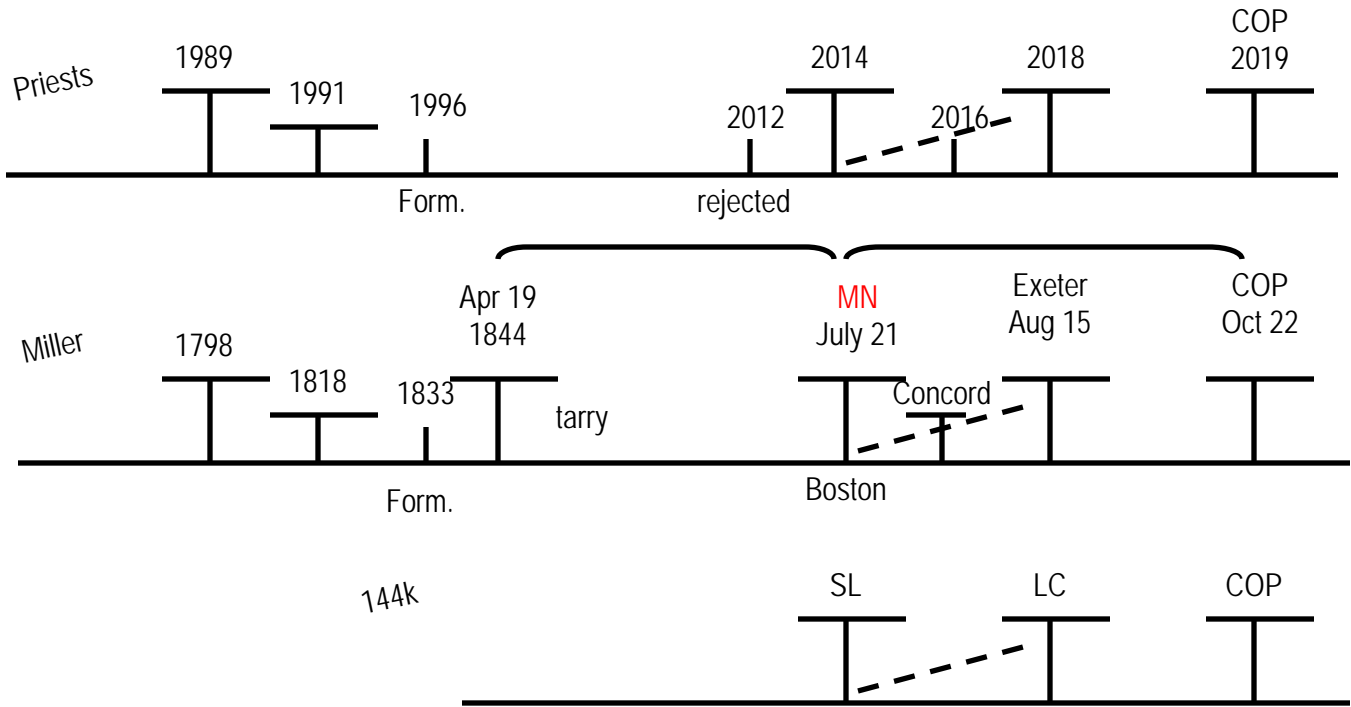 COP
1989
2014
2018
2019
Priests
1991
1996
2012
2016
Form.
rejected
Apr 19
MN
Exeter
COP
1844
July 21
Aug 15
Oct 22
Miller
1798
1818
1833
Concord
tarry
Form.
Boston
144k
SL
LC
COP